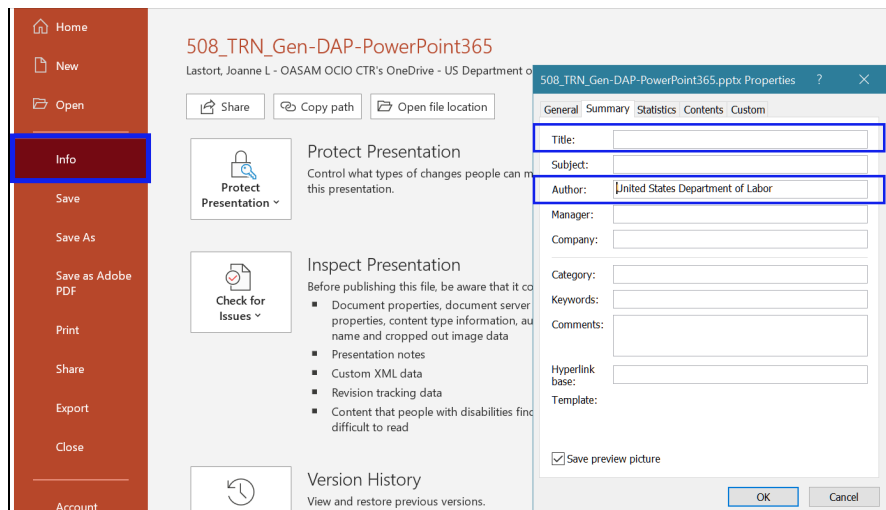 Home
New
Open
Info
Save
Save As
Save as Adobe
PDF
Print
Share
Export
Close
Account
508_TRN_Gen-DAP-PowerPoint365
Lastort, Joanne L - OASAM OCIO CTR's OneDrive - US Department o
Share
Copy path
Open file location
Protect
Presentation
Protect Presentation
Control what types of changes people can m
this presentation.
Check for
Issues
Inspect Presentation
Before publishing this file, be aware that it co
Document properties, document server
properties, content type information, au
name and cropped out image data
Presentation notes
Custom XML data
Revision tracking data
Content that people with disabilities find
difficult to read
Version History
View and restore previous versions.
508_TRN_Gen-DAP-PowerPoint365.pptx Properties ?
General Summary Statistics Contents Custom
Title:
Subject:
Author: United States Department of Labor
Manager:
Company:
Category:
Keywords:
Comments:
Hyperlink
base:
Template:
Save preview picture
OK Cancel